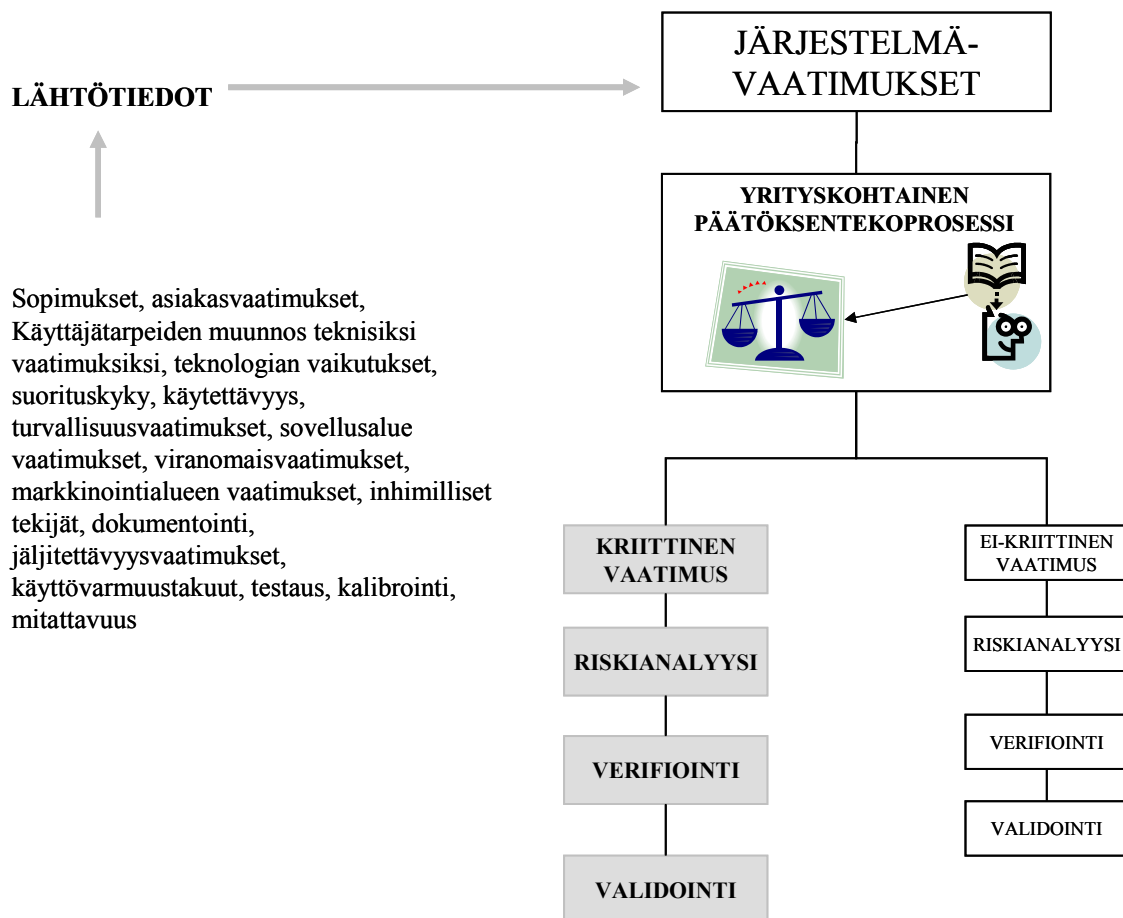 LÄHTÖTIEDOT
Sopimukset, asiakasvaatimukset,
Käyttäjätarpeiden muunnos teknisiksi
vaatimuksiksi, teknologian vaikutukset,
suorituskyky, käytettävyys,
turvallisuusvaatimukset, sovellusalue
vaatimukset, viranomaisvaatimukset,
markkinointialueen vaatimukset, inhimilliset
tekijät, dokumentointi,
jäljitettävyysvaatimukset,
käyttövarmuustakuut, testaus, kalibrointi,
mitattavuus
JÄRJESTELMÄ-
VAATIMUKSET
YRITYSKOHTAINEN
PÄÄTÖKSENTEKOPROSESSI
KRIITTINEN
VAATIMUS
RISKIANALYYSI
VERIFIOINTI
VALIDOINTI
EI-KRIITTINEN
VAATIMUS
RISKIANALYYSI
VERIFIOINTI
VALIDOINTI